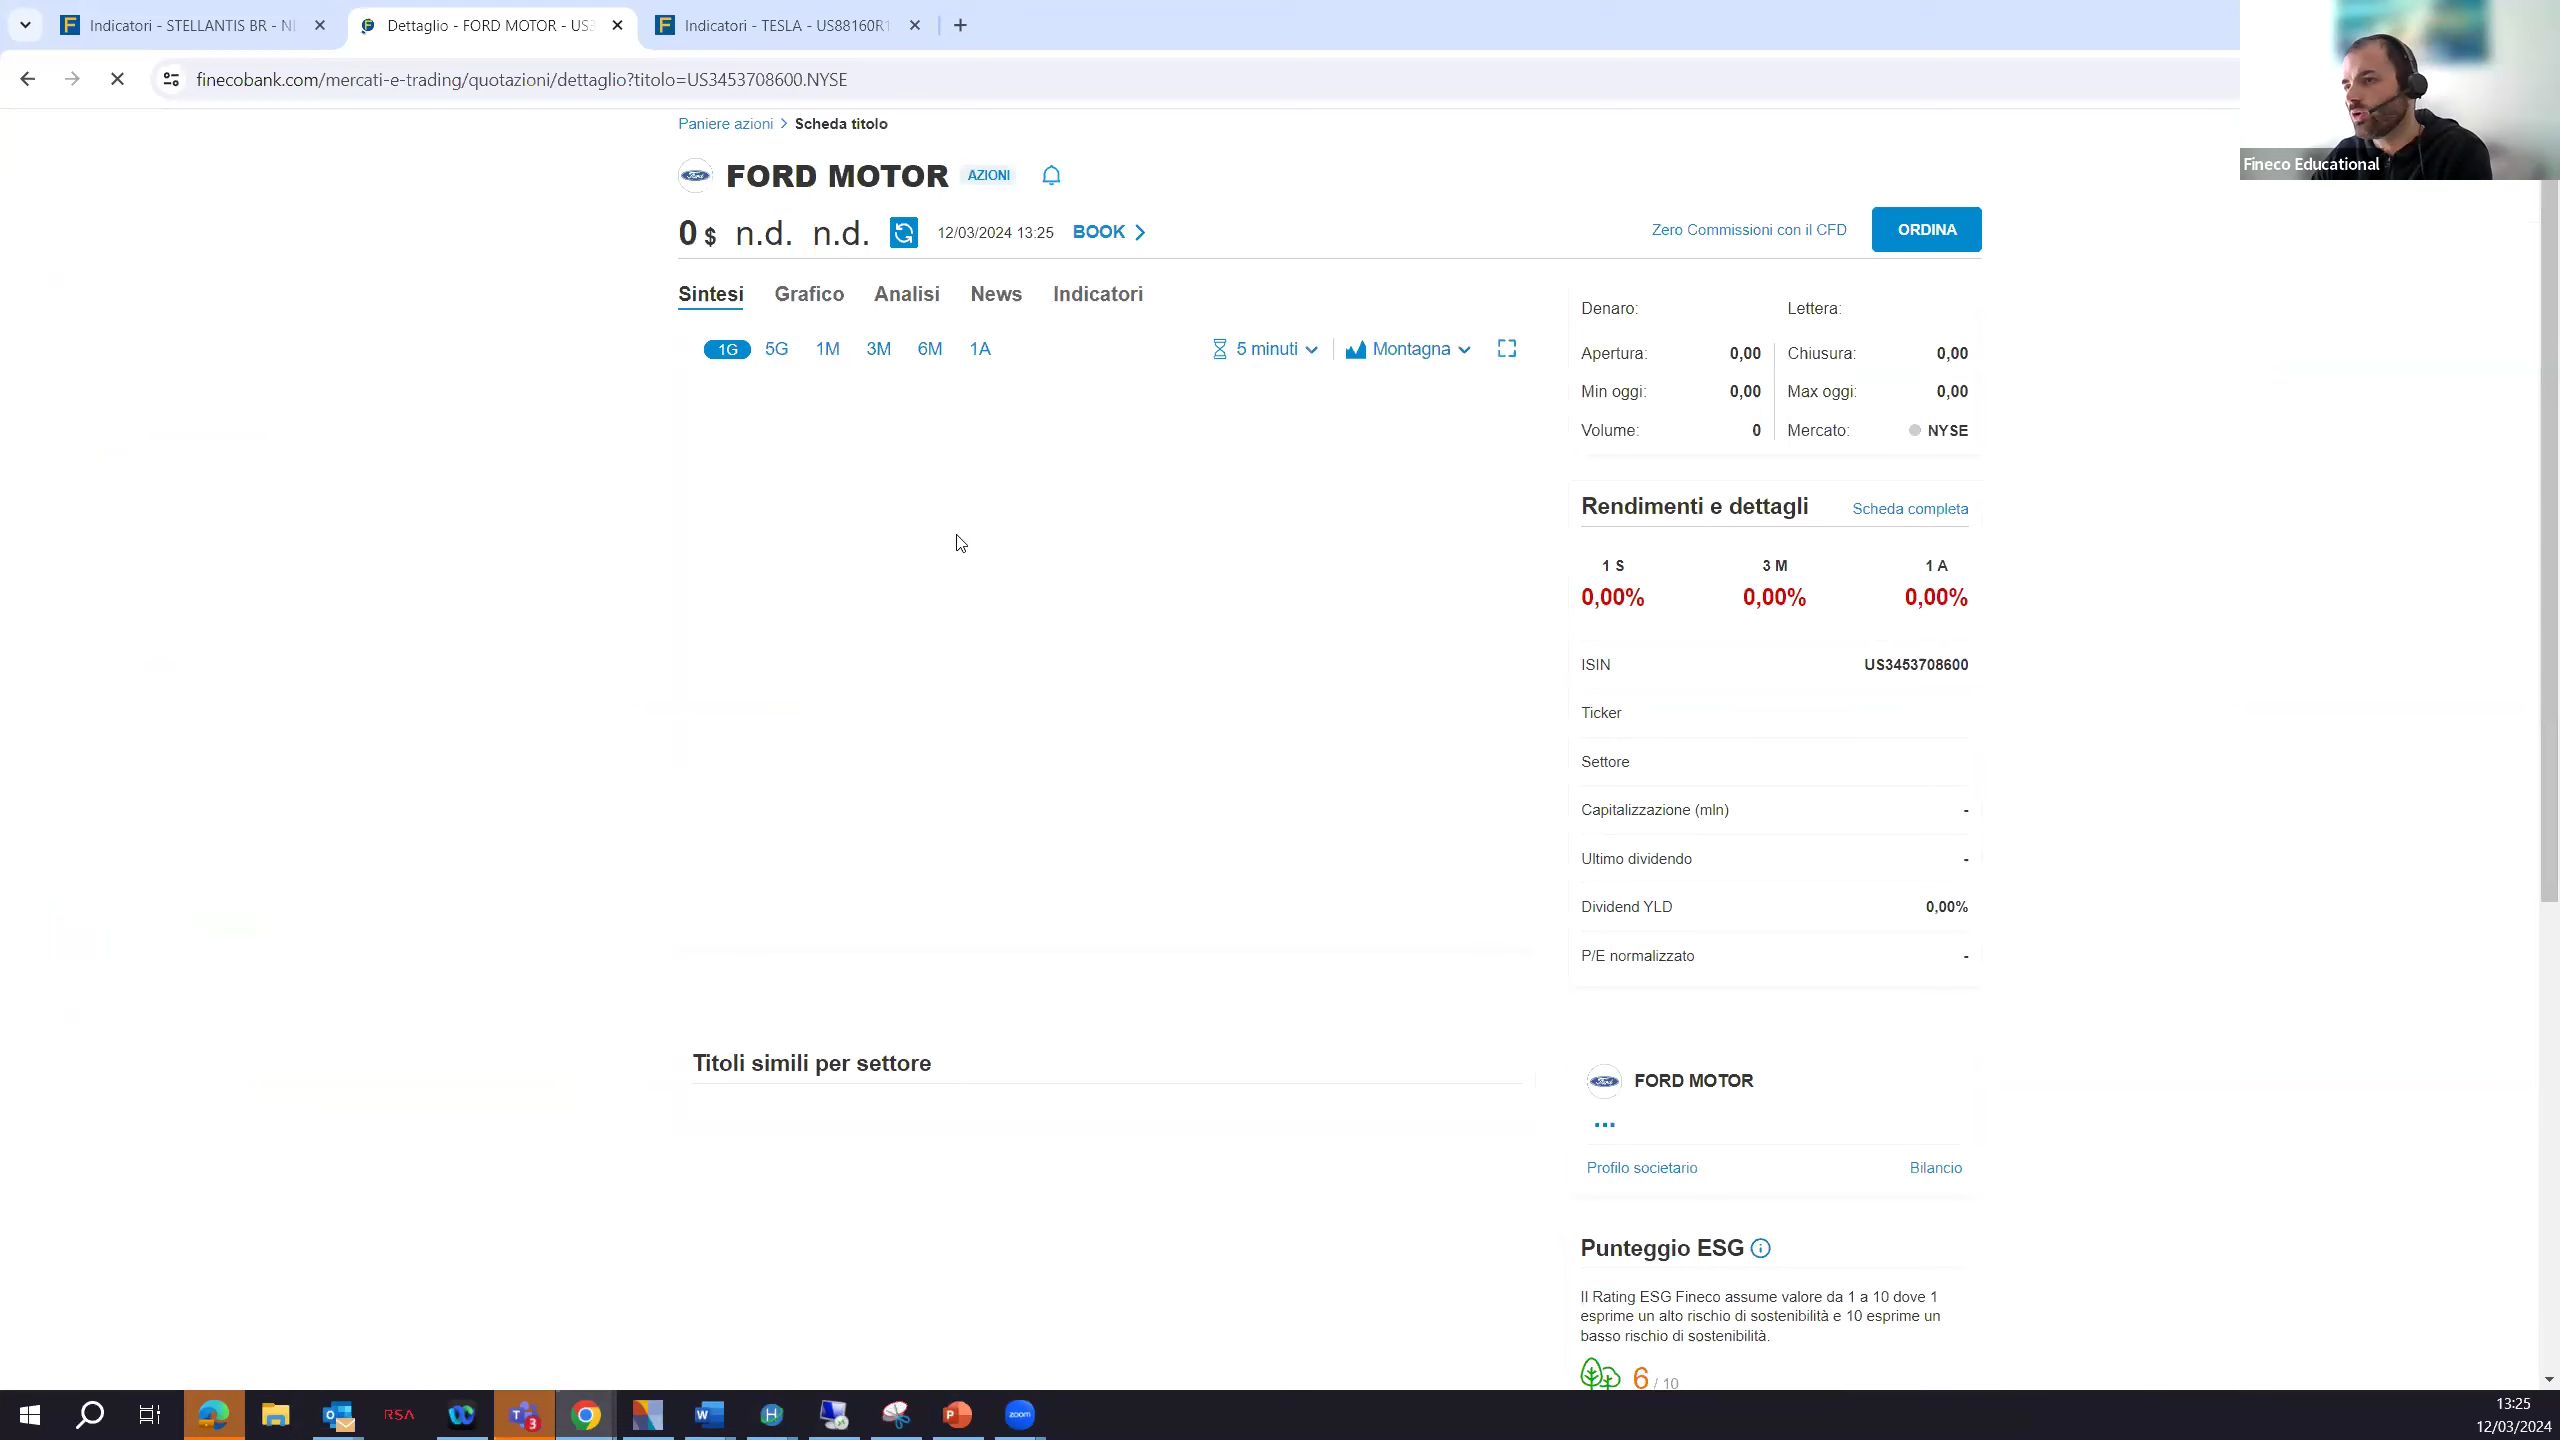 Indicatori - STELLANTIS BR - NL
Dettaglio - FORD MOTOR - US3
Indicatori - TESLA - US88160R1
finecobank.com/mercati-e-trading/quotazioni/dettaglio?titolo=US3453708600.NYSE
Fineco Educational
Paniere azioni > Scheda titolo
FORD MOTOR AZIONI
0 $ n.d. n.d. 12/03/2024 13:25 BOOK
Zero Commissioni con il CFD ORDINA
Sintesi Grafico Analisi News Indicatori
1G 5G 1M 3M 6M 1A 5 minuti Montagna
Denaro: Lettera:
Apertura: 0,00 Chiusura: 0,00
Min oggi: 0,00 Max oggi: 0,00
Volume: 0 Mercato: NYSE
Rendimenti e dettagli Scheda completa
1 S 3 M 1 A
0,00% 0,00% 0,00%
ISIN US3453708600
Ticker
Settore
Capitalizzazione (mln) -
Ultimo dividendo -
Dividend YLD 0,00%
P/E normalizzato -
Titoli simili per settore
FORD MOTOR
...
Profilo societario Bilancio
Punteggio ESG
Il Rating ESG Fineco assume valore da 1 a 10 dove 1
esprime un alto rischio di sostenibilità e 10 esprime un
basso rischio di sostenibilità.
6 / 10
RSA
3
zoom
13:25
12/03/2024